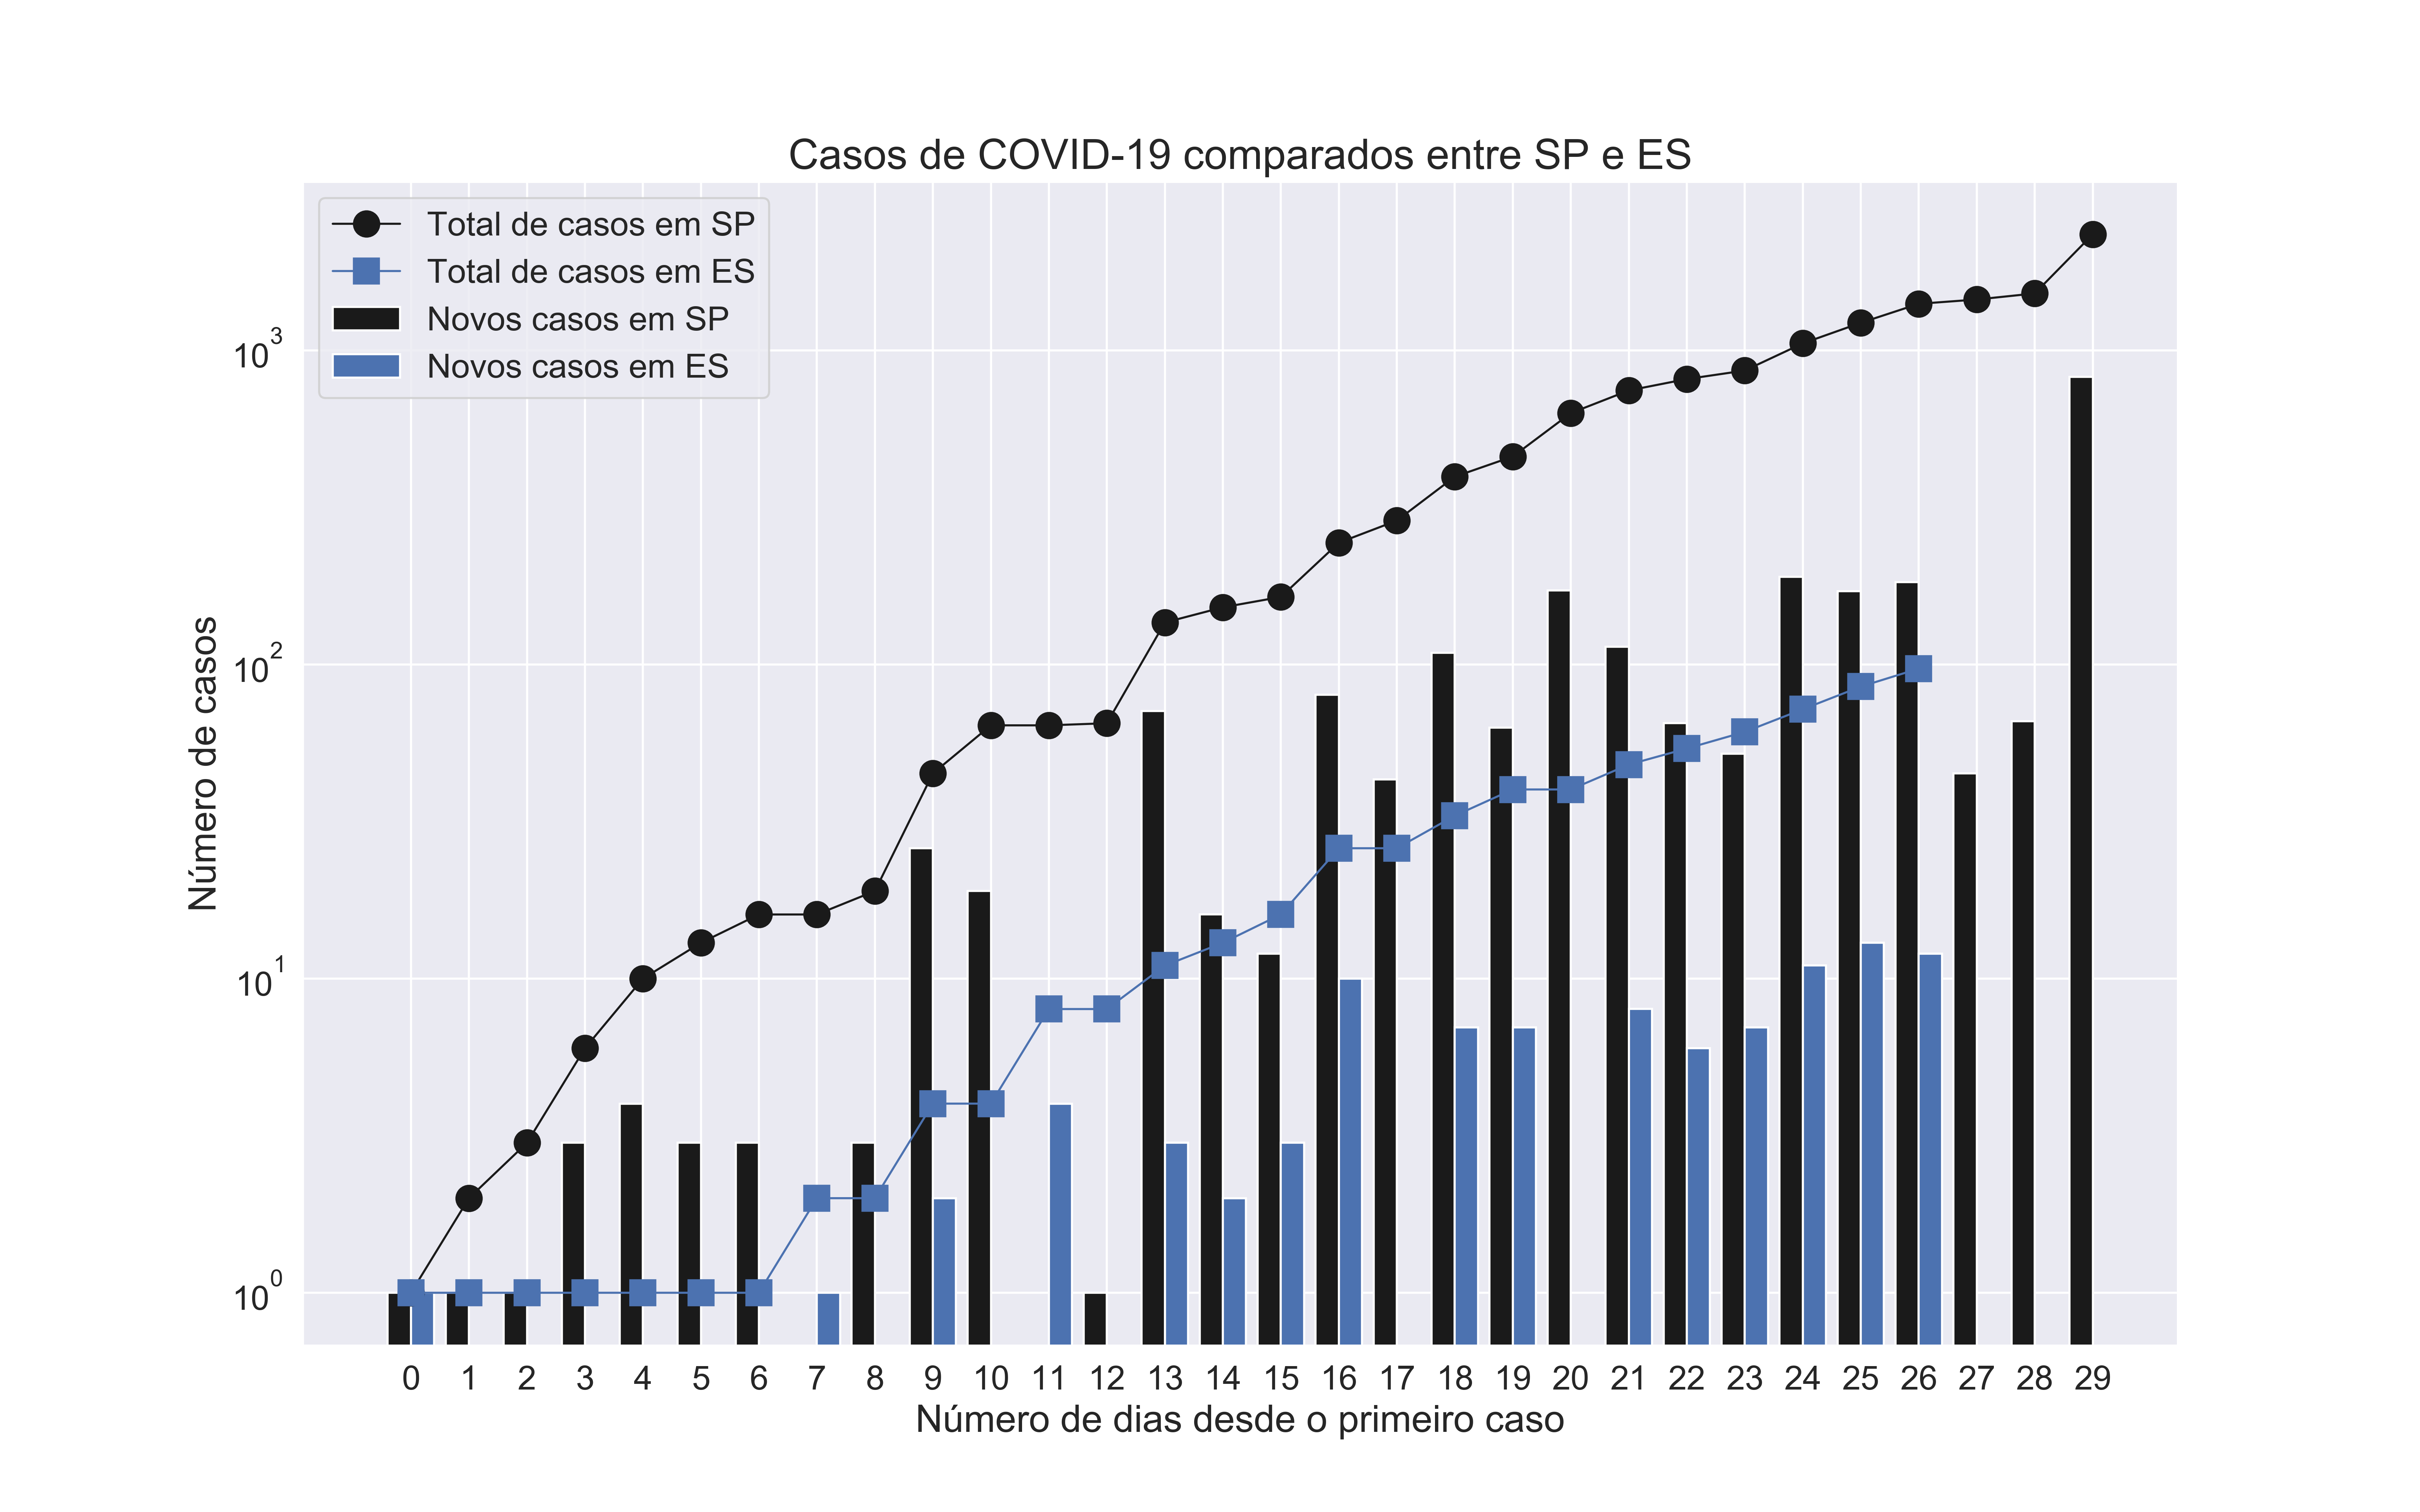 Casos de COVID-19 comparados entre SP e ES
Total de casos em SP
Total de casos em ES
Novos casos em SP
Novos casos em ES
Número de casos
10³
10²
10¹
10⁰
0 1 2 3 4 5 6 7 8 9 10 11 12 13 14 15 16 17 18 19 20 21 22 23 24 25 26 27 28 29
Número de dias desde o primeiro caso